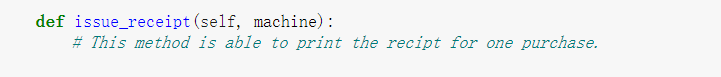 def issue_receipt(self, machine):
# This method is able to print the recipt for one purchase.